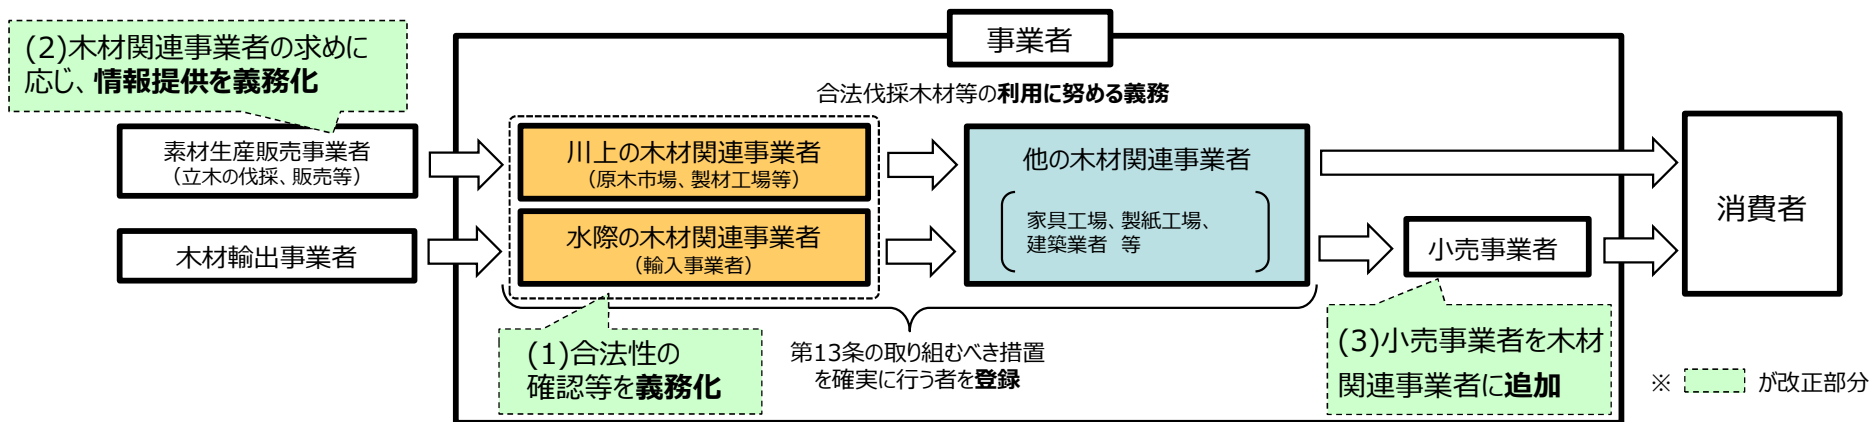 事業者
(2)木材関連事業者の求めに
応じ、情報提供を義務化
合法伐採木材等の利用に努める義務
素材生産販売事業者
（立木の伐採、販売等）
川上の木材関連事業者
（原木市場、製材工場等）
他の木材関連事業者
家具工場、製紙工場、
建築業者 等
消費者
木材輸出事業者
水際の木材関連事業者
（輸入事業者）
小売事業者
(1)合法性の
確認等を義務化
第13条の取り組むべき措置
を確実に行う者を登録
(3)小売事業者を木材
関連事業者に追加
※ が改正部分